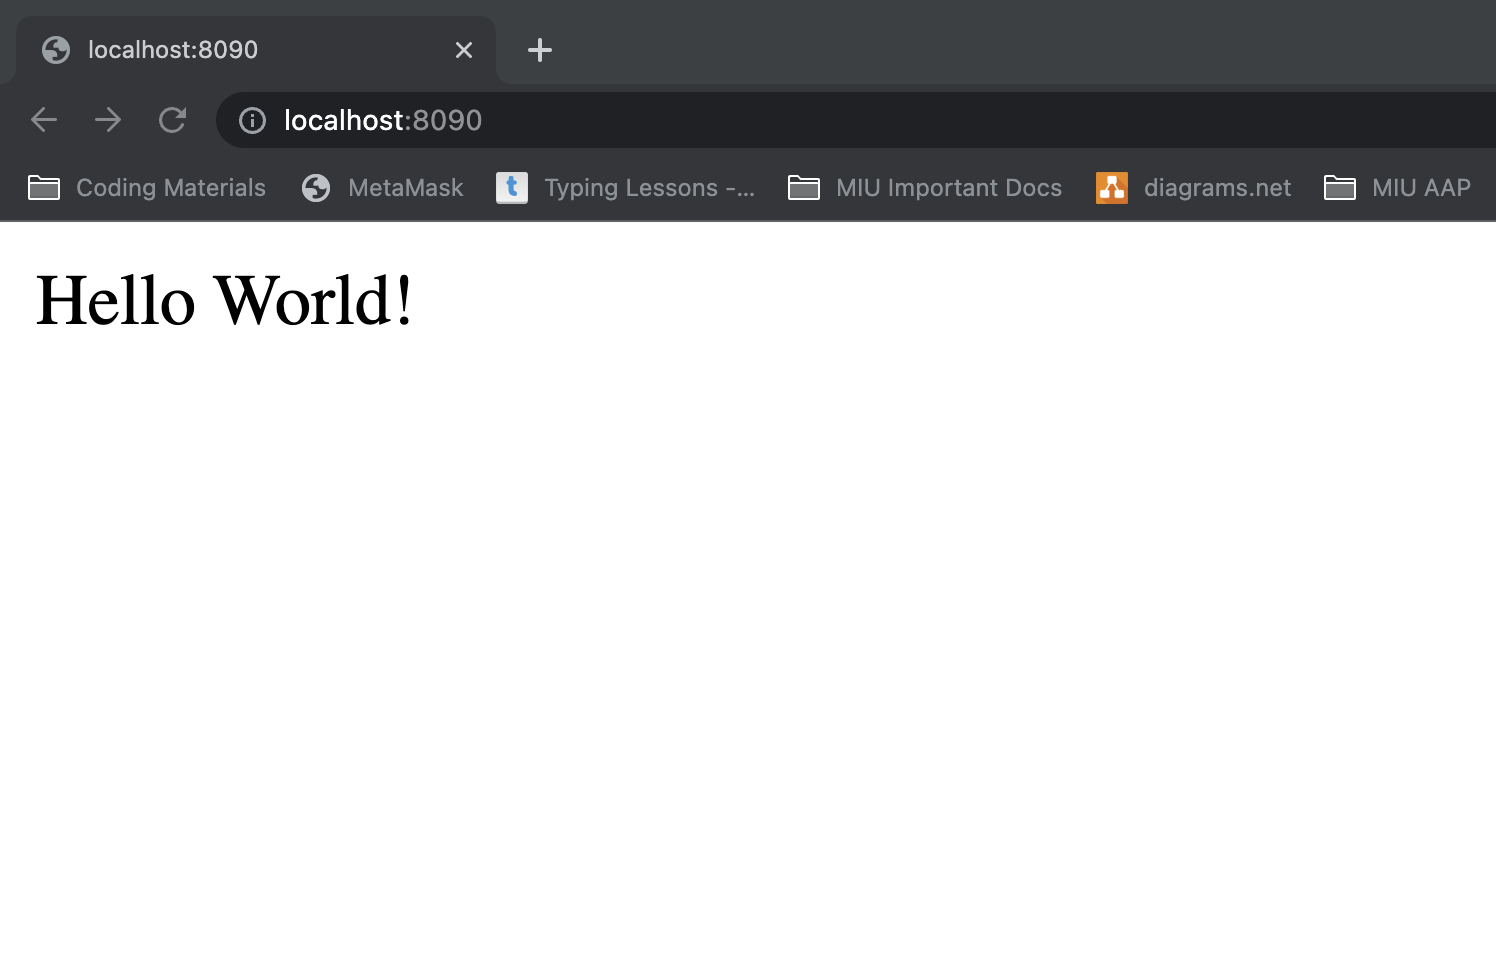 localhost:8090
localhost:8090
Coding Materials MetaMask t Typing Lessons -... MIU Important Docs diagrams.net MIU AAP
Hello World!